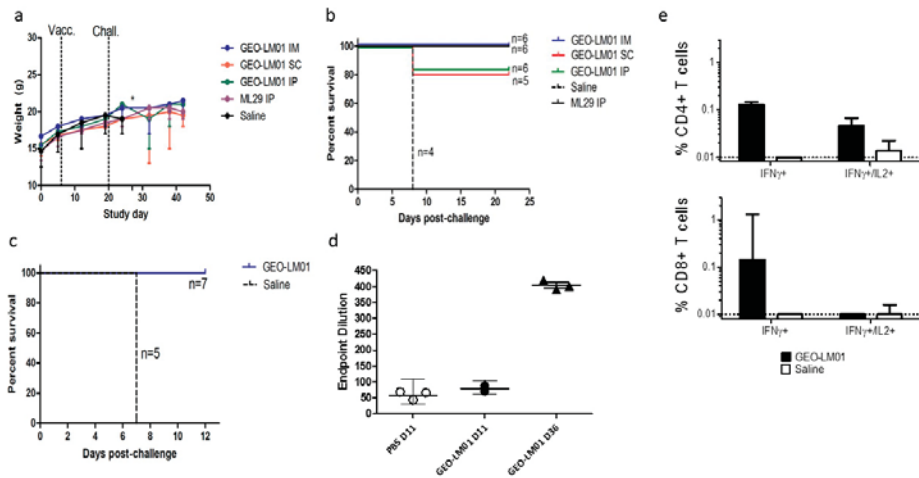 a
Vacc.
Chall.
Weight (g)
30
25
20
15
10
0
10
20
30
40
50
Study day
GEO-LM01 IM
GEO-LM01 SC
GEO-LM01 IP
ML29 IP
Saline
b
Percent survival
100
80
60
40
20
0
0
5
10
15
20
25
Days post-challenge
n=6
n=6
n=6
n=5
n=4
GEO-LM01 IM
GEO-LM01 SC
GEO-LM01 IP
Saline
ML29 IP
c
Percent survival
100
80
60
40
20
0
0
2
4
6
8
10
12
Days post-challenge
n=7
n=5
GEO-LM01
Saline
d
Endpoint Dilution
450
400
350
300
250
200
150
100
50
0
PBS D11
GEO-LM01 D11
GEO-LM01 D36
e
% CD4+ T cells
1
0.1
0.01
IFNγ+
IFNγ+/IL2+
% CD8+ T cells
1
0.1
0.01
IFNγ+
IFNγ+/IL2+
GEO-LM01
Saline